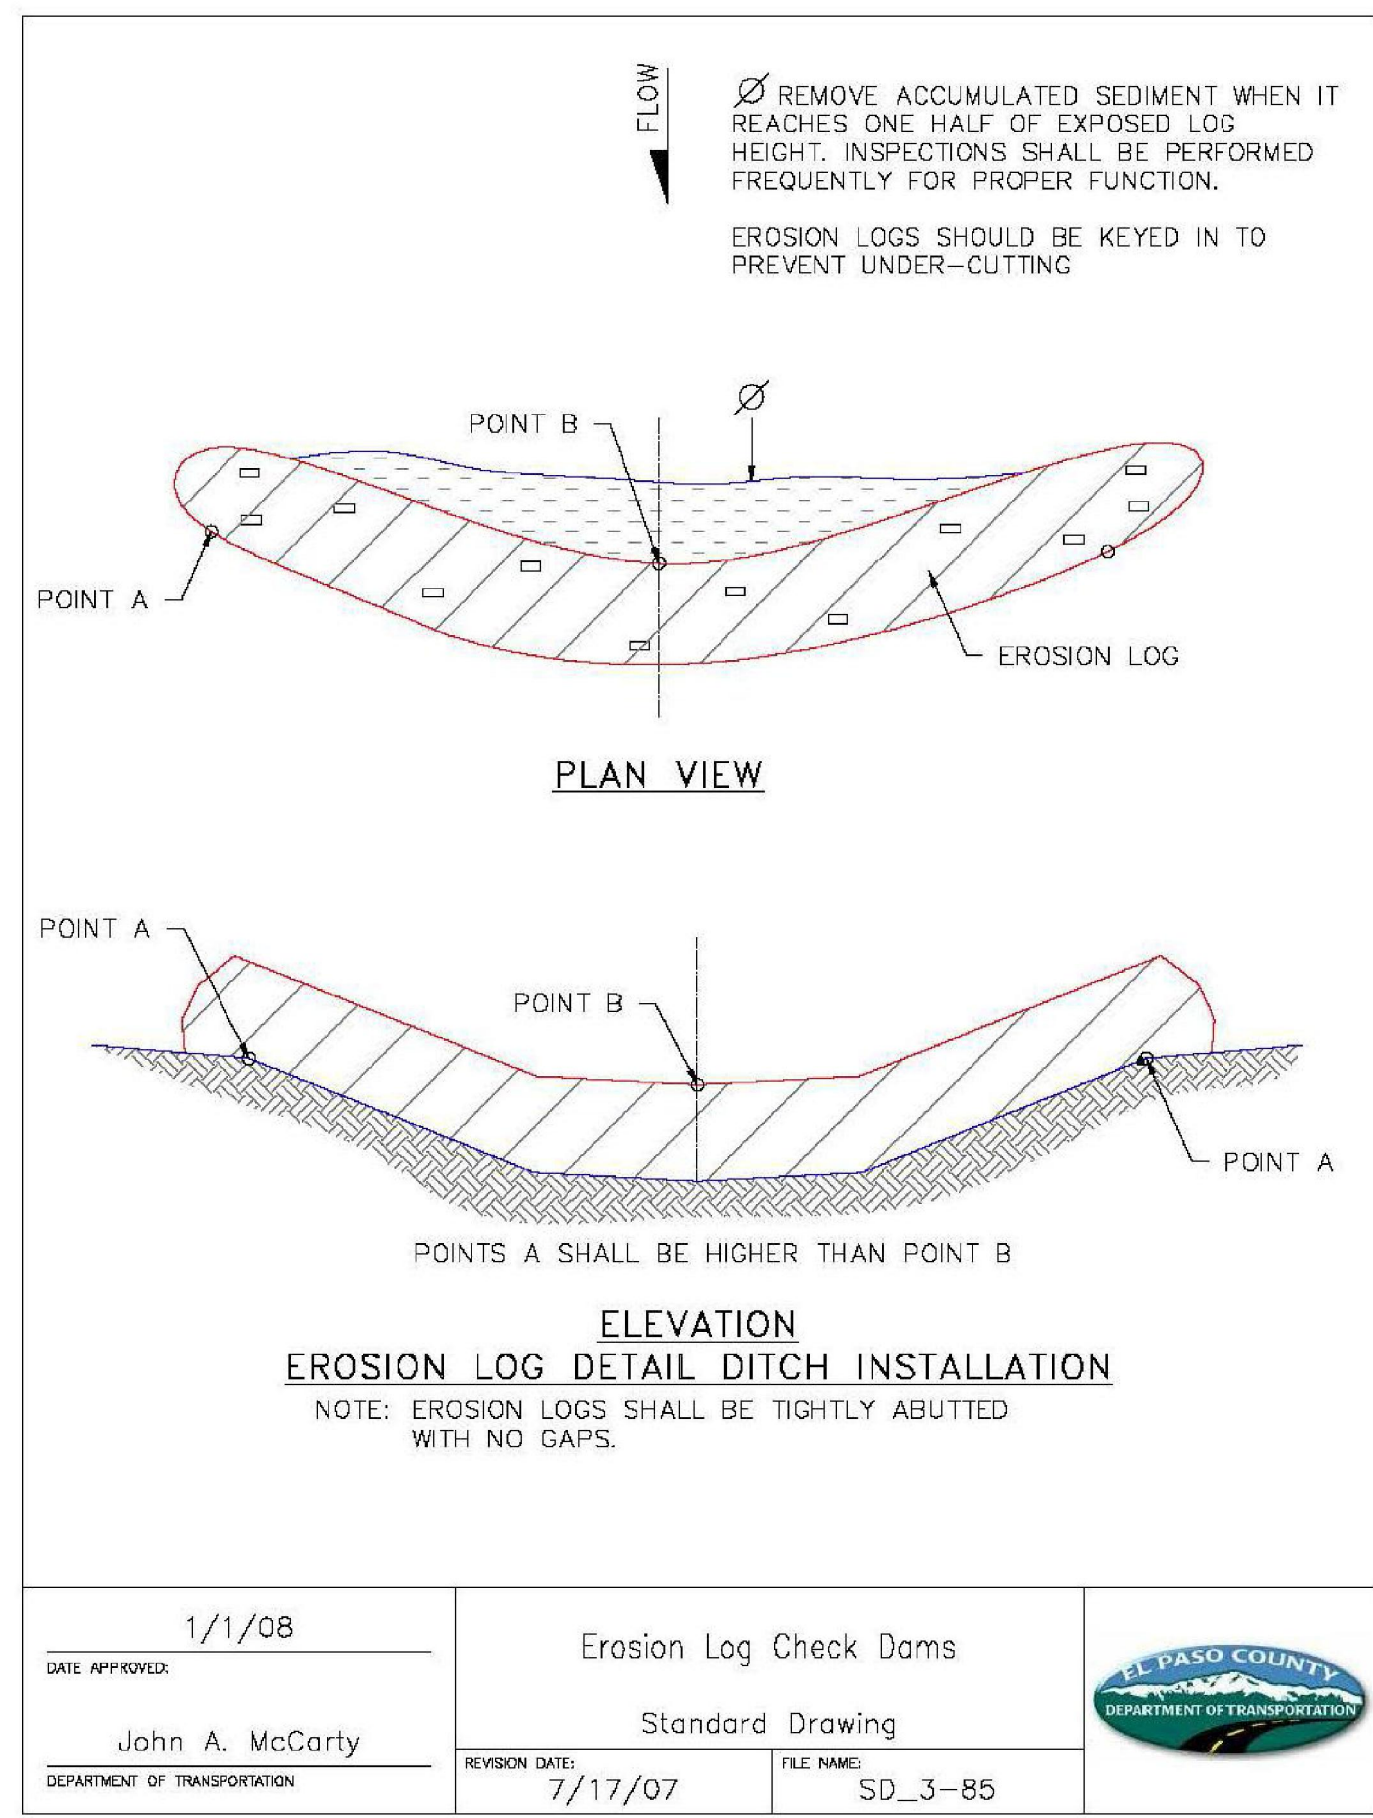 FLOW
Ø REMOVE ACCUMULATED SEDIMENT WHEN IT
REACHES ONE HALF OF EXPOSED LOG
HEIGHT. INSPECTIONS SHALL BE PERFORMED
FREQUENTLY FOR PROPER FUNCTION.
EROSION LOGS SHOULD BE KEYED IN TO
PREVENT UNDER-CUTTING
Ø
POINT B
POINT A
EROSION LOG
PLAN VIEW
POINT A
POINT B
POINT A
POINTS A SHALL BE HIGHER THAN POINT B
ELEVATION
EROSION LOG DETAIL DITCH INSTALLATION
NOTE: EROSION LOGS SHALL BE TIGHTLY ABUTTED
WITH NO GAPS.
1/1/08
DATE APPROVED:
John A. McCarty
DEPARTMENT OF TRANSPORTATION
Erosion Log Check Dams
Standard Drawing
REVISION DATE:
7/17/07
FILE NAME:
SD_3-85
EL PASO COUNTY
DEPARTMENT OF TRANSPORTATION